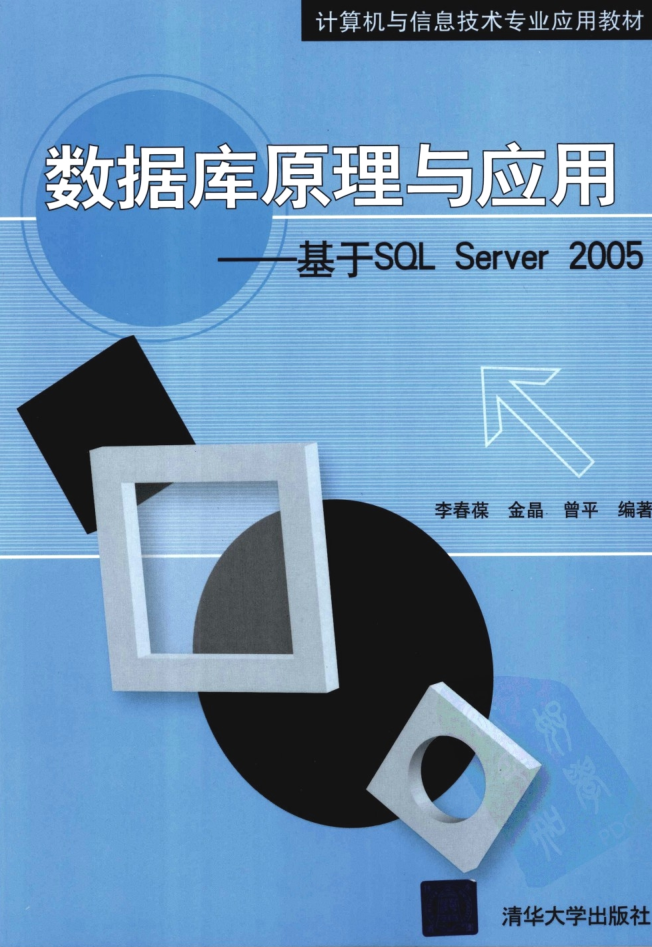 计算机与信息技术专业应用教材
数据库原理与应用
——基于SQL Server 2005
李春葆 金晶 曾平 编著
清华大学出版社